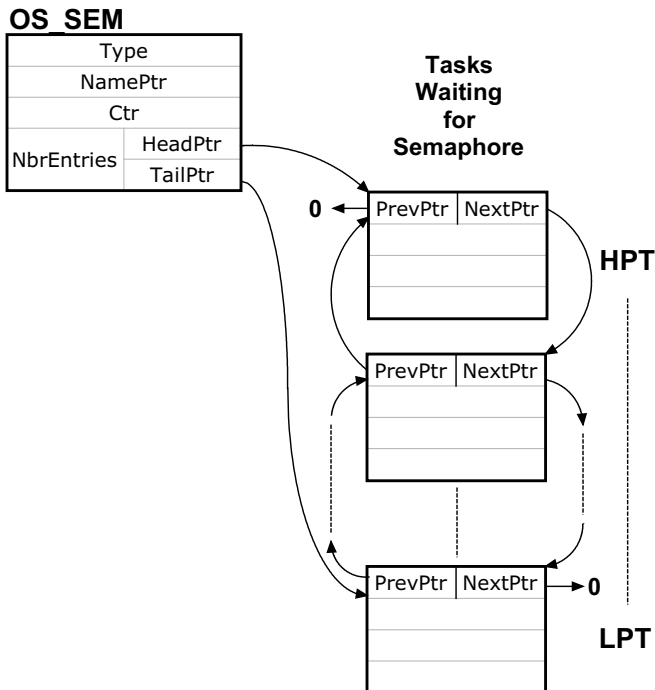 OS_SEM
Type
NamePtr
Ctr
NbrEntries
HeadPtr
TailPtr
Tasks
Waiting
for
Semaphore
0
PrevPtr
NextPtr
HPT
PrevPtr
NextPtr
PrevPtr
NextPtr
0
LPT